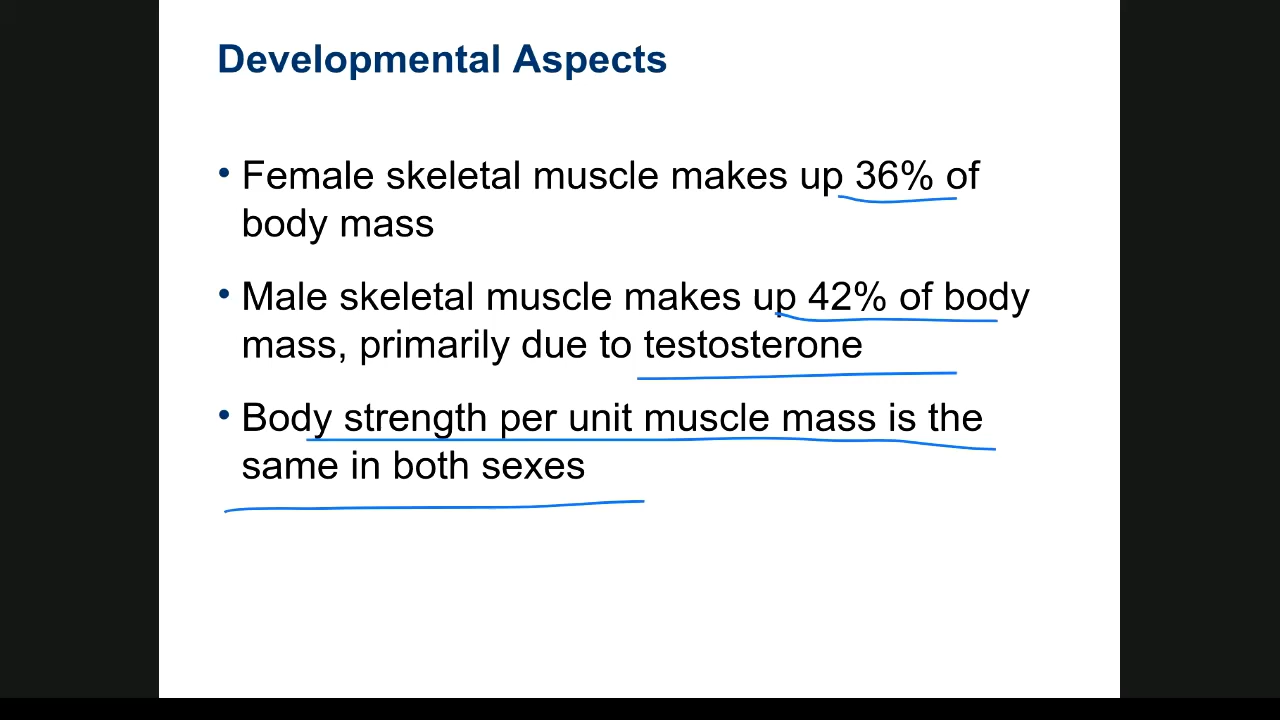 Developmental Aspects
• Female skeletal muscle makes up 36% of
body mass
• Male skeletal muscle makes up 42% of body
mass, primarily due to testosterone
• Body strength per unit muscle mass is the
same in both sexes